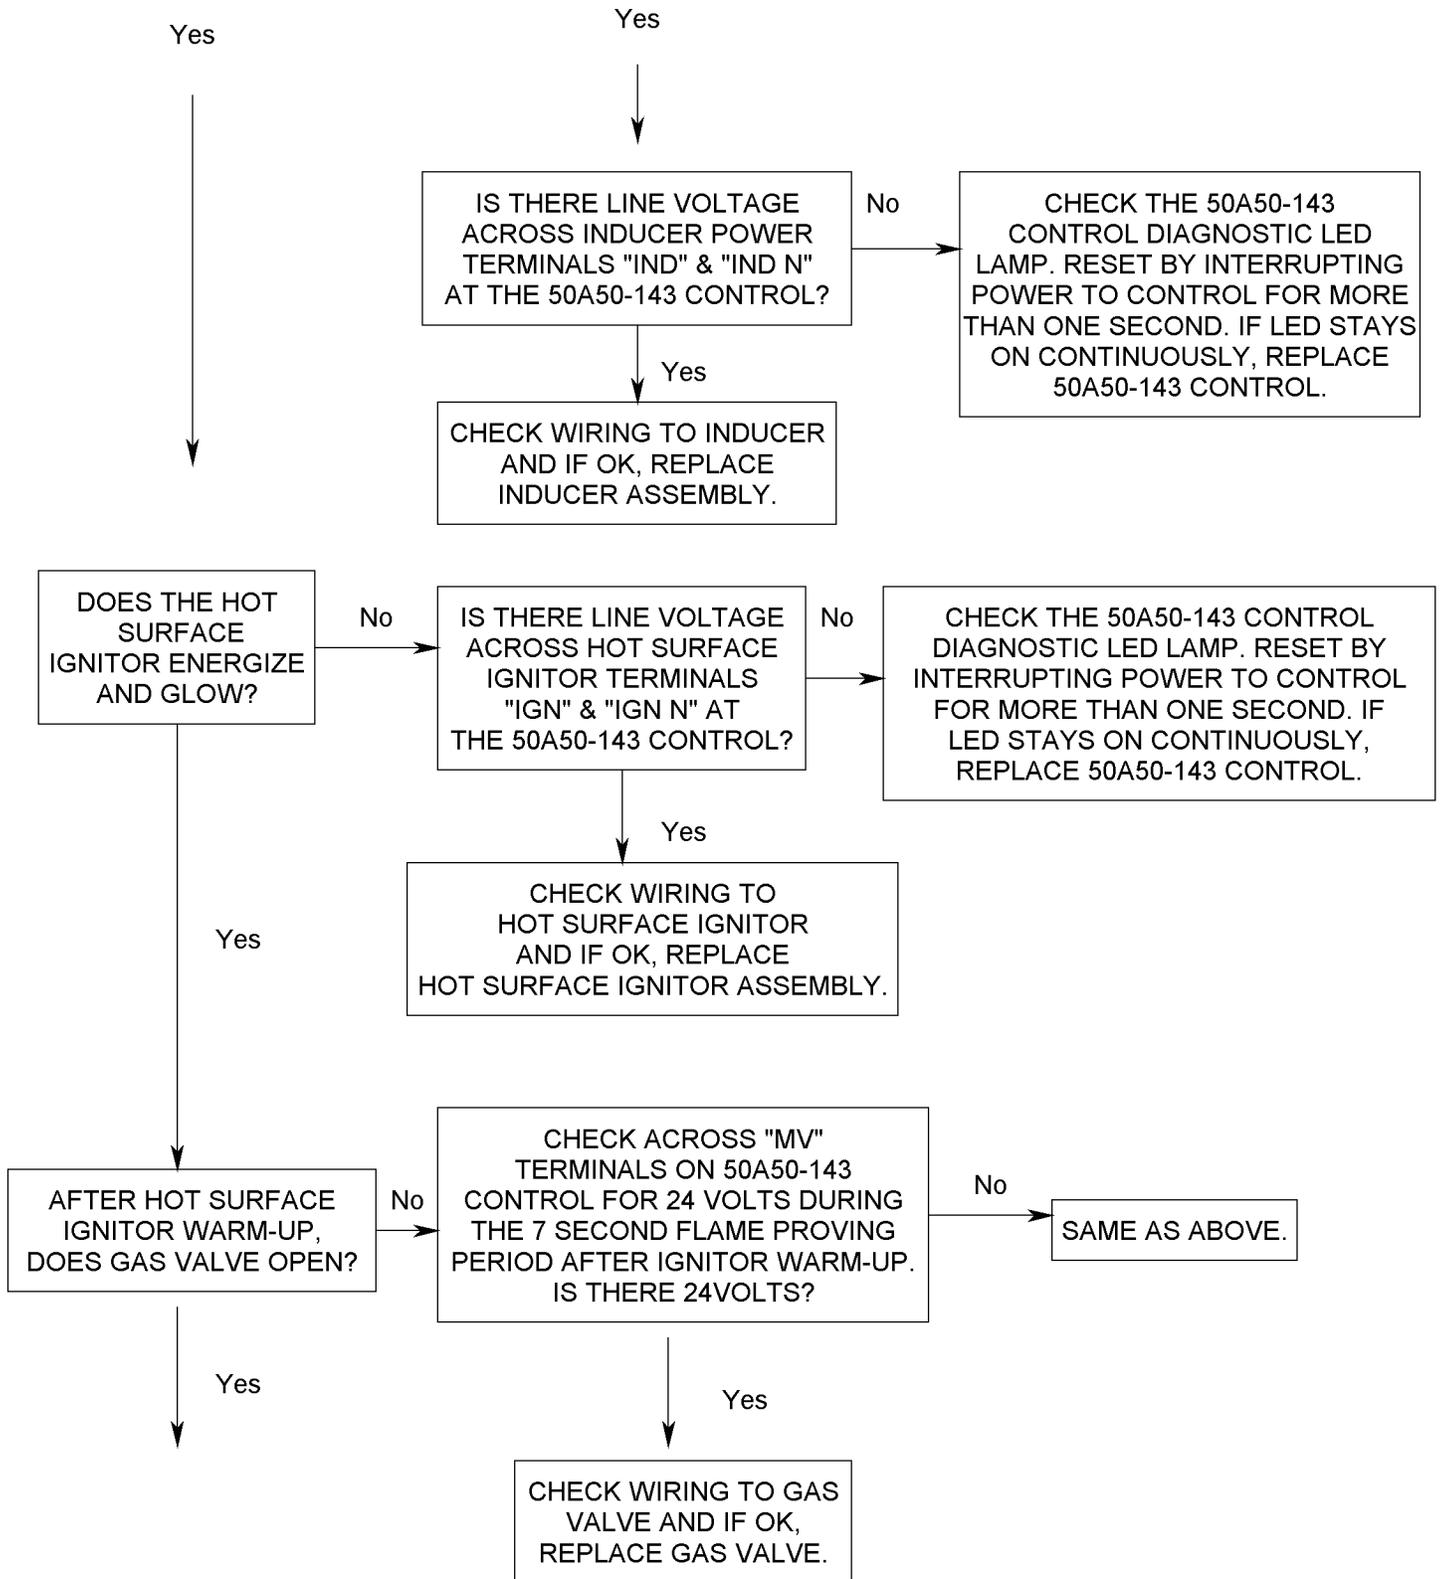 Yes
Yes
IS THERE LINE VOLTAGE
ACROSS INDUCER POWER
TERMINALS "IND" & "IND N"
AT THE 50A50-143 CONTROL?
No
CHECK THE 50A50-143
CONTROL DIAGNOSTIC LED
LAMP. RESET BY INTERRUPTING
POWER TO CONTROL FOR MORE
THAN ONE SECOND. IF LED STAYS
ON CONTINUOUSLY, REPLACE
50A50-143 CONTROL.
Yes
CHECK WIRING TO INDUCER
AND IF OK, REPLACE
INDUCER ASSEMBLY.
DOES THE HOT
SURFACE
IGNITOR ENERGIZE
AND GLOW?
No
IS THERE LINE VOLTAGE
ACROSS HOT SURFACE
IGNITOR TERMINALS
"IGN" & "IGN N" AT
THE 50A50-143 CONTROL?
No
CHECK THE 50A50-143 CONTROL
DIAGNOSTIC LED LAMP. RESET BY
INTERRUPTING POWER TO CONTROL
FOR MORE THAN ONE SECOND. IF
LED STAYS ON CONTINUOUSLY,
REPLACE 50A50-143 CONTROL.
Yes
CHECK WIRING TO
HOT SURFACE IGNITOR
AND IF OK, REPLACE
HOT SURFACE IGNITOR ASSEMBLY.
Yes
AFTER HOT SURFACE
IGNITOR WARM-UP,
DOES GAS VALVE OPEN?
No
CHECK ACROSS "MV"
TERMINALS ON 50A50-143
CONTROL FOR 24 VOLTS DURING
THE 7 SECOND FLAME PROVING
PERIOD AFTER IGNITOR WARM-UP.
IS THERE 24VOLTS?
No
SAME AS ABOVE.
Yes
Yes
CHECK WIRING TO GAS
VALVE AND IF OK,
REPLACE GAS VALVE.